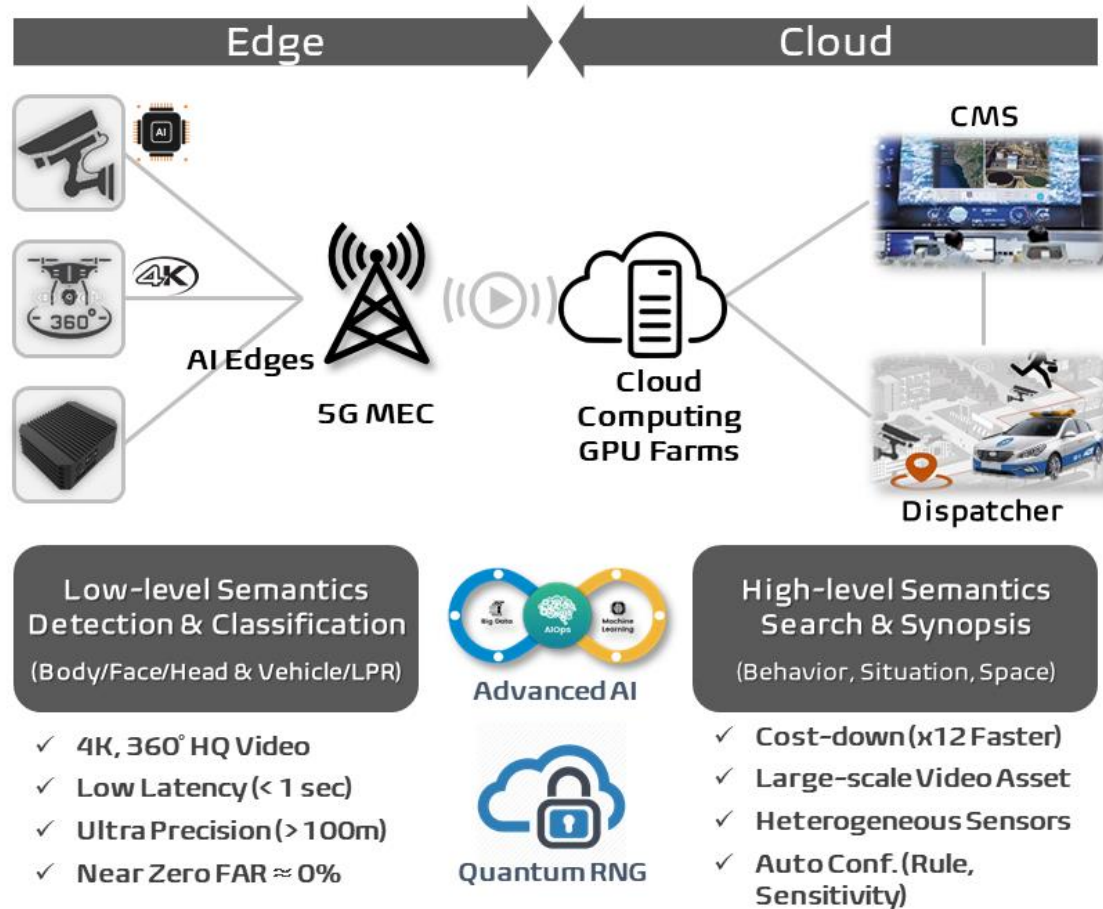 Edge
Cloud
AI
4K
360°
AI Edges
5G MEC
Cloud
Computing
GPU Farms
CMS
Dispatcher
Low-level Semantics
Detection & Classification
(Body/Face/Head & Vehicle/LPR)
✓ 4K, 360° HQ Video
✓ Low Latency (< 1 sec)
✓ Ultra Precision (> 100m)
✓ Near Zero FAR ≈ 0%
Big Data
AIOps
Machine
Learning
Advanced AI
Quantum RNG
High-level Semantics
Search & Synopsis
(Behavior, Situation, Space)
✓ Cost-down (x12 Faster)
✓ Large-scale Video Asset
✓ Heterogeneous Sensors
✓ Auto Conf. (Rule,
Sensitivity)